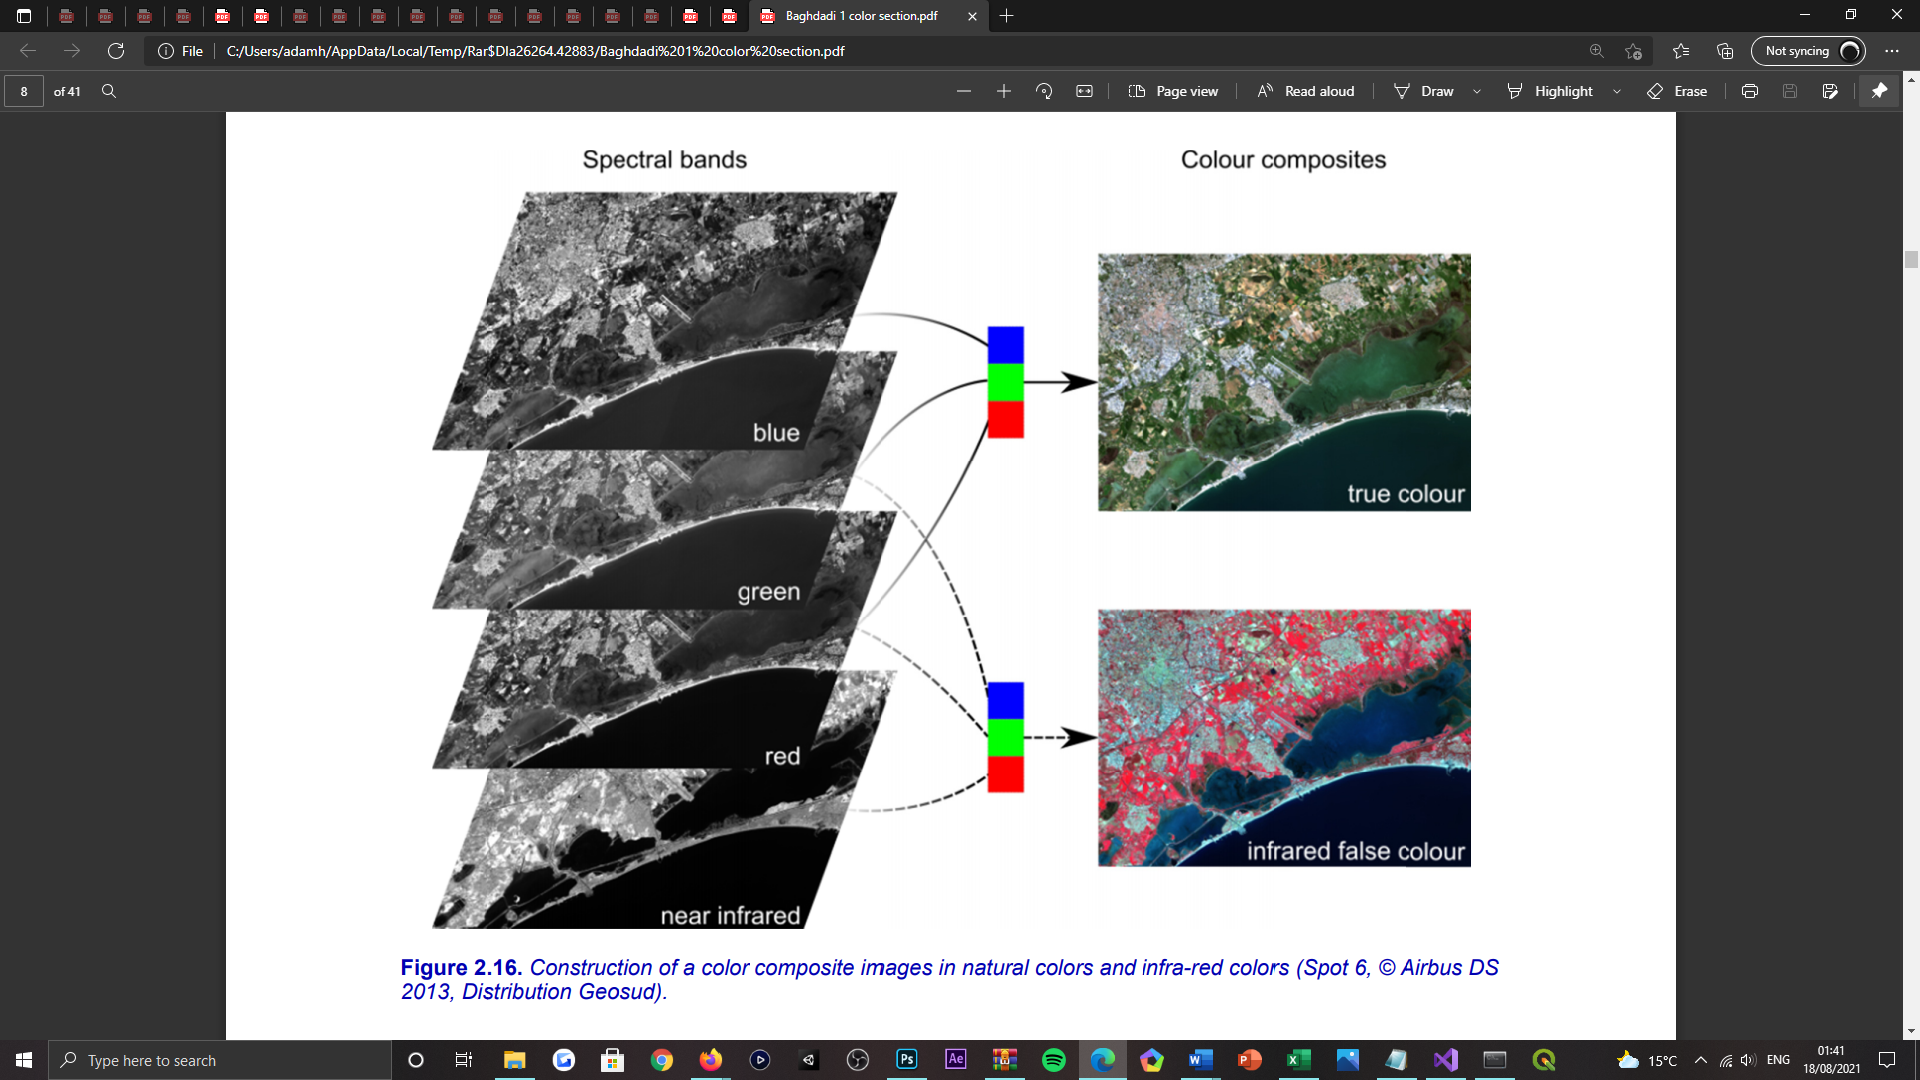 Baghdadi 1 color section.pdf
File
C:/Users/adamh/AppData/Local/Temp/Rar$DIa26264.42883/Baghdadi%201%20color%20section.pdf
Not syncing
8 of 41
Page view
Read aloud
Draw
Highlight
Erase
Spectral bands
Colour composites
blue
green
red
near infrared
true colour
infrared false colour
Figure 2.16. Construction of a color composite images in natural colors and infra-red colors (Spot 6, © Airbus DS
2013, Distribution Geosud).
Type here to search
15°C
ENG
01:41
18/08/2021